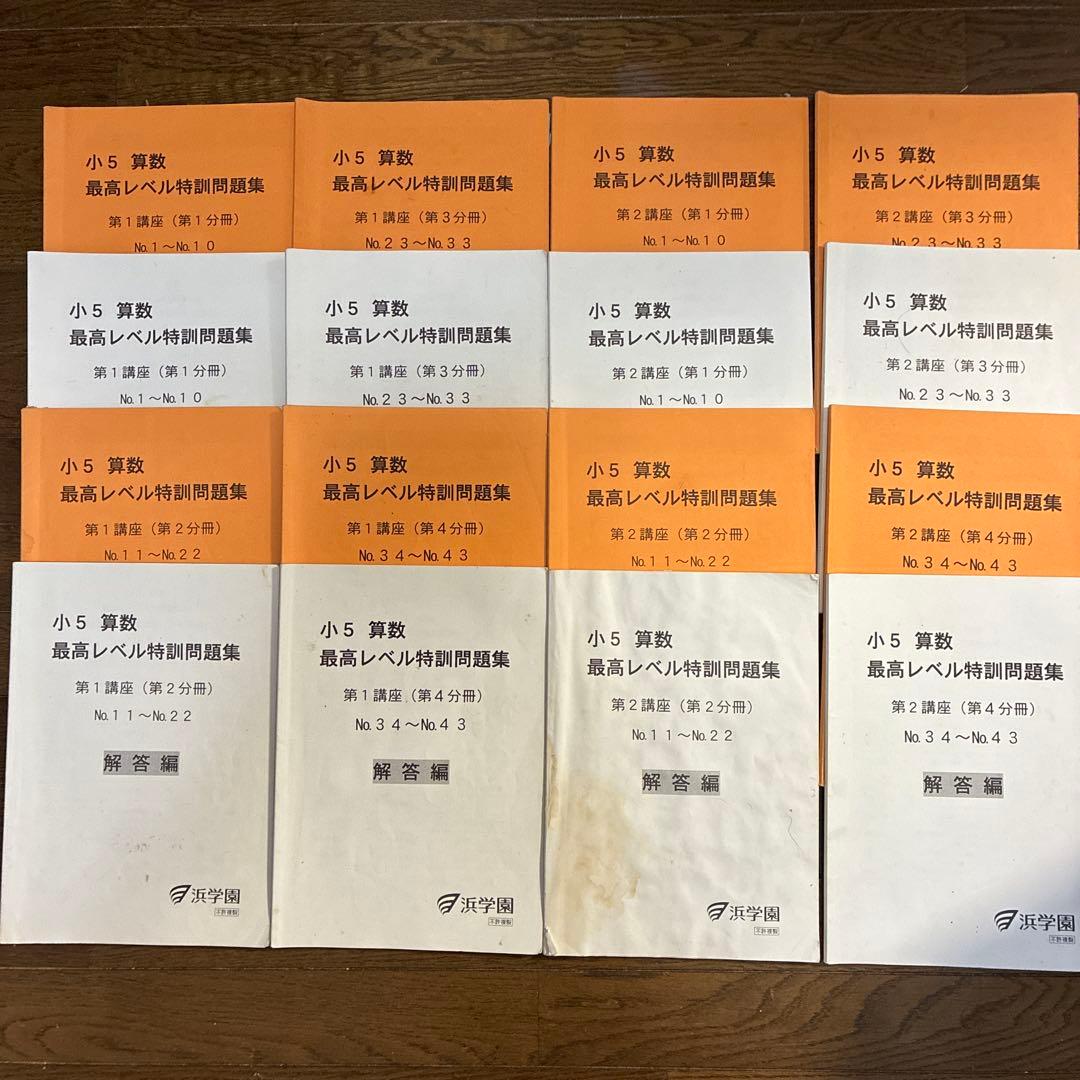 小5 算数
最高レベル特訓問題集
第1講座（第1分冊）
No.1～No.10
小5 算数
最高レベル特訓問題集
第1講座（第3分冊）
No.23～No.33
小5 算数
最高レベル特訓問題集
第2講座（第1分冊）
No.1～No.10
小5 算数
最高レベル特訓問題集
第2講座（第3分冊）
No.23～No.33
小5 算数
最高レベル特訓問題集
第1講座（第1分冊）
No.1～No.10
小5 算数
最高レベル特訓問題集
第1講座（第3分冊）
No.23～No.33
小5 算数
最高レベル特訓問題集
第2講座（第1分冊）
No.1～No.10
小5 算数
最高レベル特訓問題集
第2講座（第3分冊）
No.23～No.33
小5 算数
最高レベル特訓問題集
第1講座（第2分冊）
No.11～No.22
小5 算数
最高レベル特訓問題集
第1講座（第4分冊）
No.34～No.43
小5 算数
最高レベル特訓問題集
第2講座（第2分冊）
No.11～No.22
小5 算数
最高レベル特訓問題集
第2講座（第4分冊）
No.34～No.43
小5 算数
最高レベル特訓問題集
第1講座（第2分冊）
No.11～No.22
解答編
浜学園
不許複製
小5 算数
最高レベル特訓問題集
第1講座（第4分冊）
No.34～No.43
解答編
浜学園
不許複製
小5 算数
最高レベル特訓問題集
第2講座（第2分冊）
No.11～No.22
解答編
浜学園
不許複製
小5 算数
最高レベル特訓問題集
第2講座（第4分冊）
No.34～No.43
解答編
浜学園
不許複製